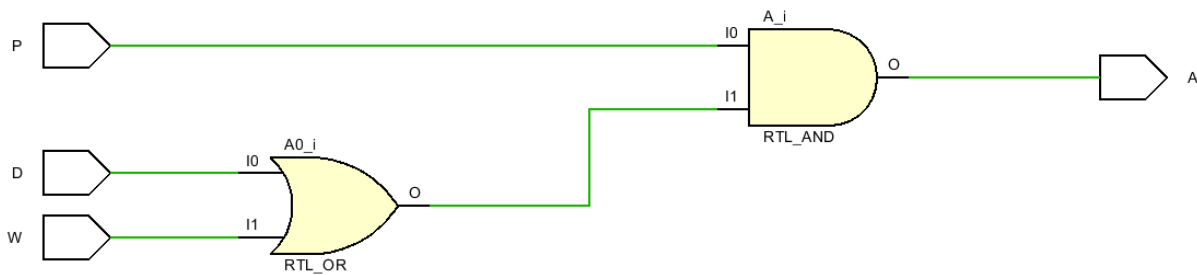 A_i
P
I0
O
A
I1
RTL_AND
A0_i
D
I0
O
W
I1
RTL_OR